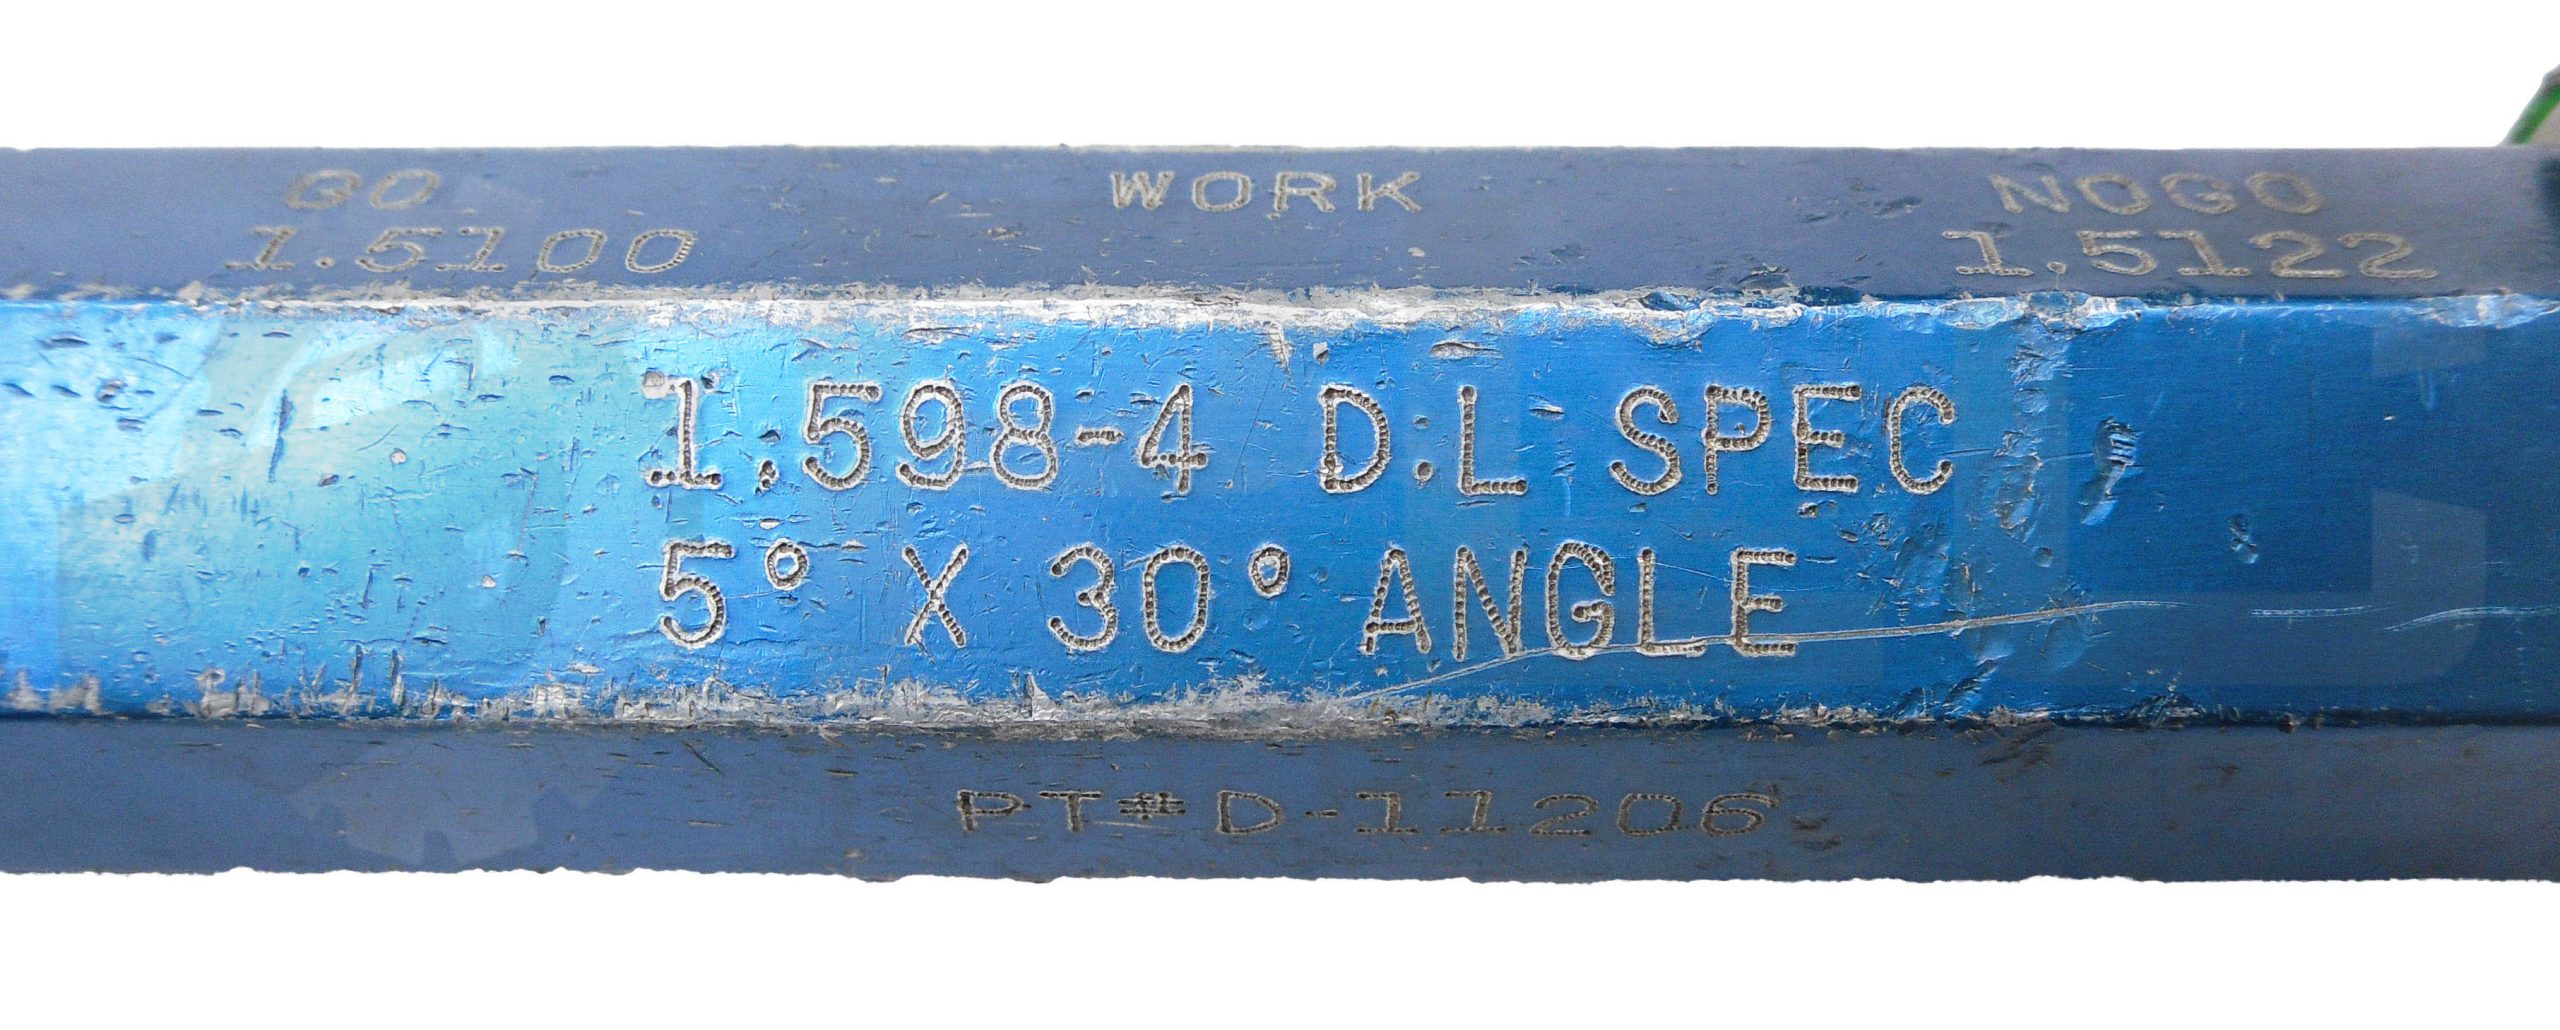 GO WORK NOGO
1.5100 1.5122
1.598-4 D.L SPEC
5° X 30° ANGLE
PT#D-11206